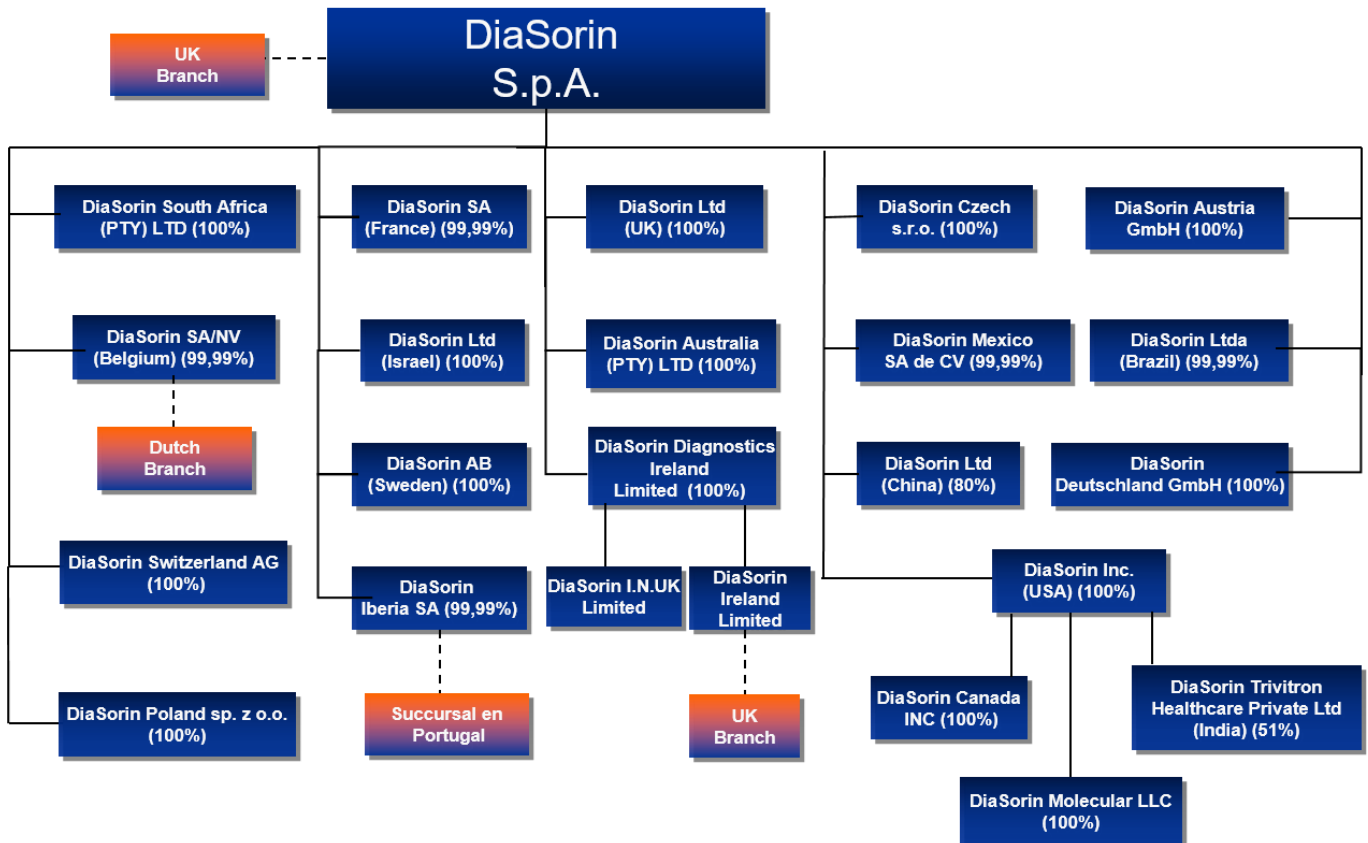 DiaSorin
S.p.A.
UK
Branch
DiaSorin South Africa
(PTY) LTD (100%)
DiaSorin SA
(France) (99,99%)
DiaSorin Ltd
(UK) (100%)
DiaSorin Czech
s.r.o. (100%)
DiaSorin Austria
GmbH (100%)
DiaSorin SA/NV
(Belgium) (99,99%)
DiaSorin Ltd
(Israel) (100%)
DiaSorin Australia
(PTY) LTD (100%)
DiaSorin Mexico
SA de CV (99,99%)
DiaSorin Ltda
(Brazil) (99,99%)
Dutch
Branch
DiaSorin AB
(Sweden) (100%)
DiaSorin Diagnostics
Ireland
Limited (100%)
DiaSorin Ltd
(China) (80%)
DiaSorin
Deutschland GmbH (100%)
DiaSorin Switzerland AG
(100%)
DiaSorin
Iberia SA (99,99%)
DiaSorin I.N.UK
Limited
DiaSorin
Ireland
Limited
DiaSorin Inc.
(USA) (100%)
DiaSorin Poland sp. z o.o.
(100%)
Succursal en
Portugal
UK
Branch
DiaSorin Canada
INC (100%)
DiaSorin Trivitron
Healthcare Private Ltd
(India) (51%)
DiaSorin Molecular LLC
(100%)